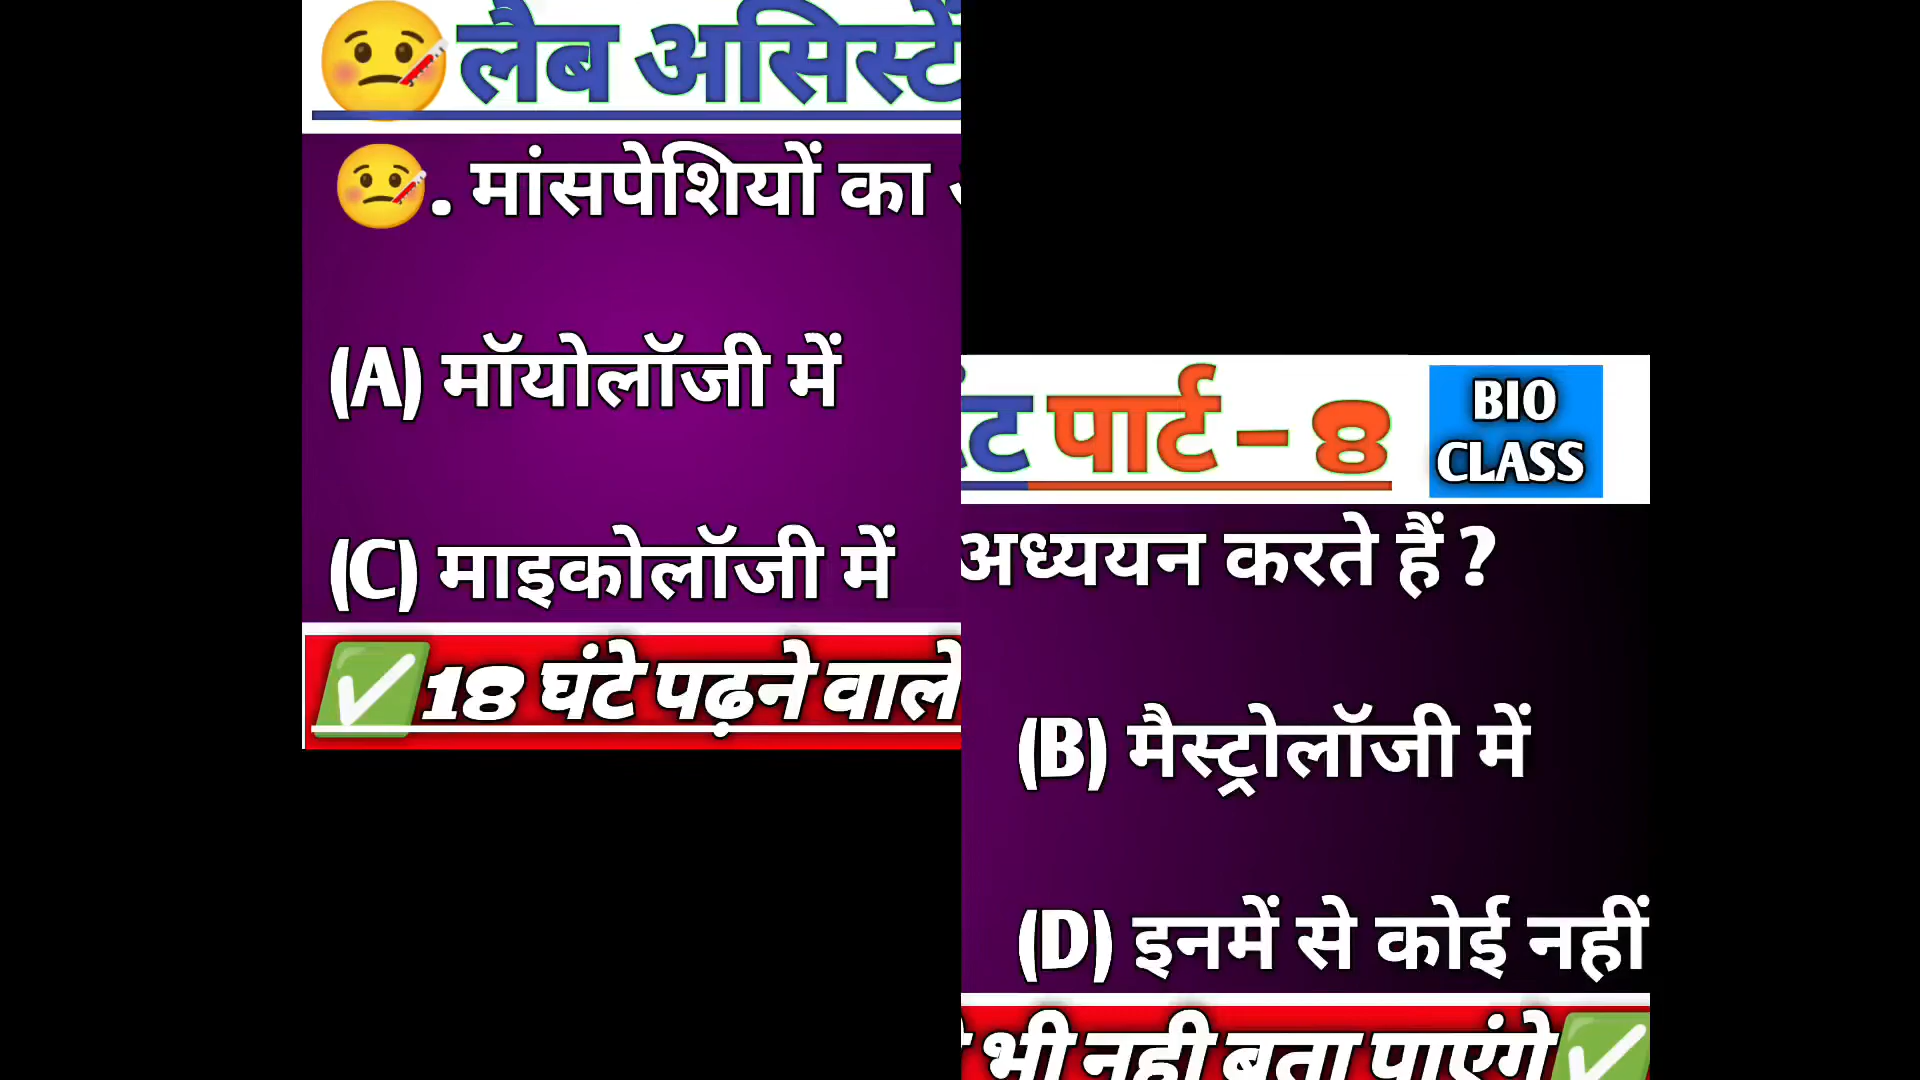 लैब असिस्टेंट पार्ट – 8
BIO
CLASS
. मांसपेशियों का अध्ययन करते हैं ?
(A) मॉयोलॉजी में
(B) मैस्ट्रोलॉजी में
(C) माइकोलॉजी में
(D) इनमें से कोई नहीं
18 घंटे पढ़ने वाले भी नही बता पाएंगे